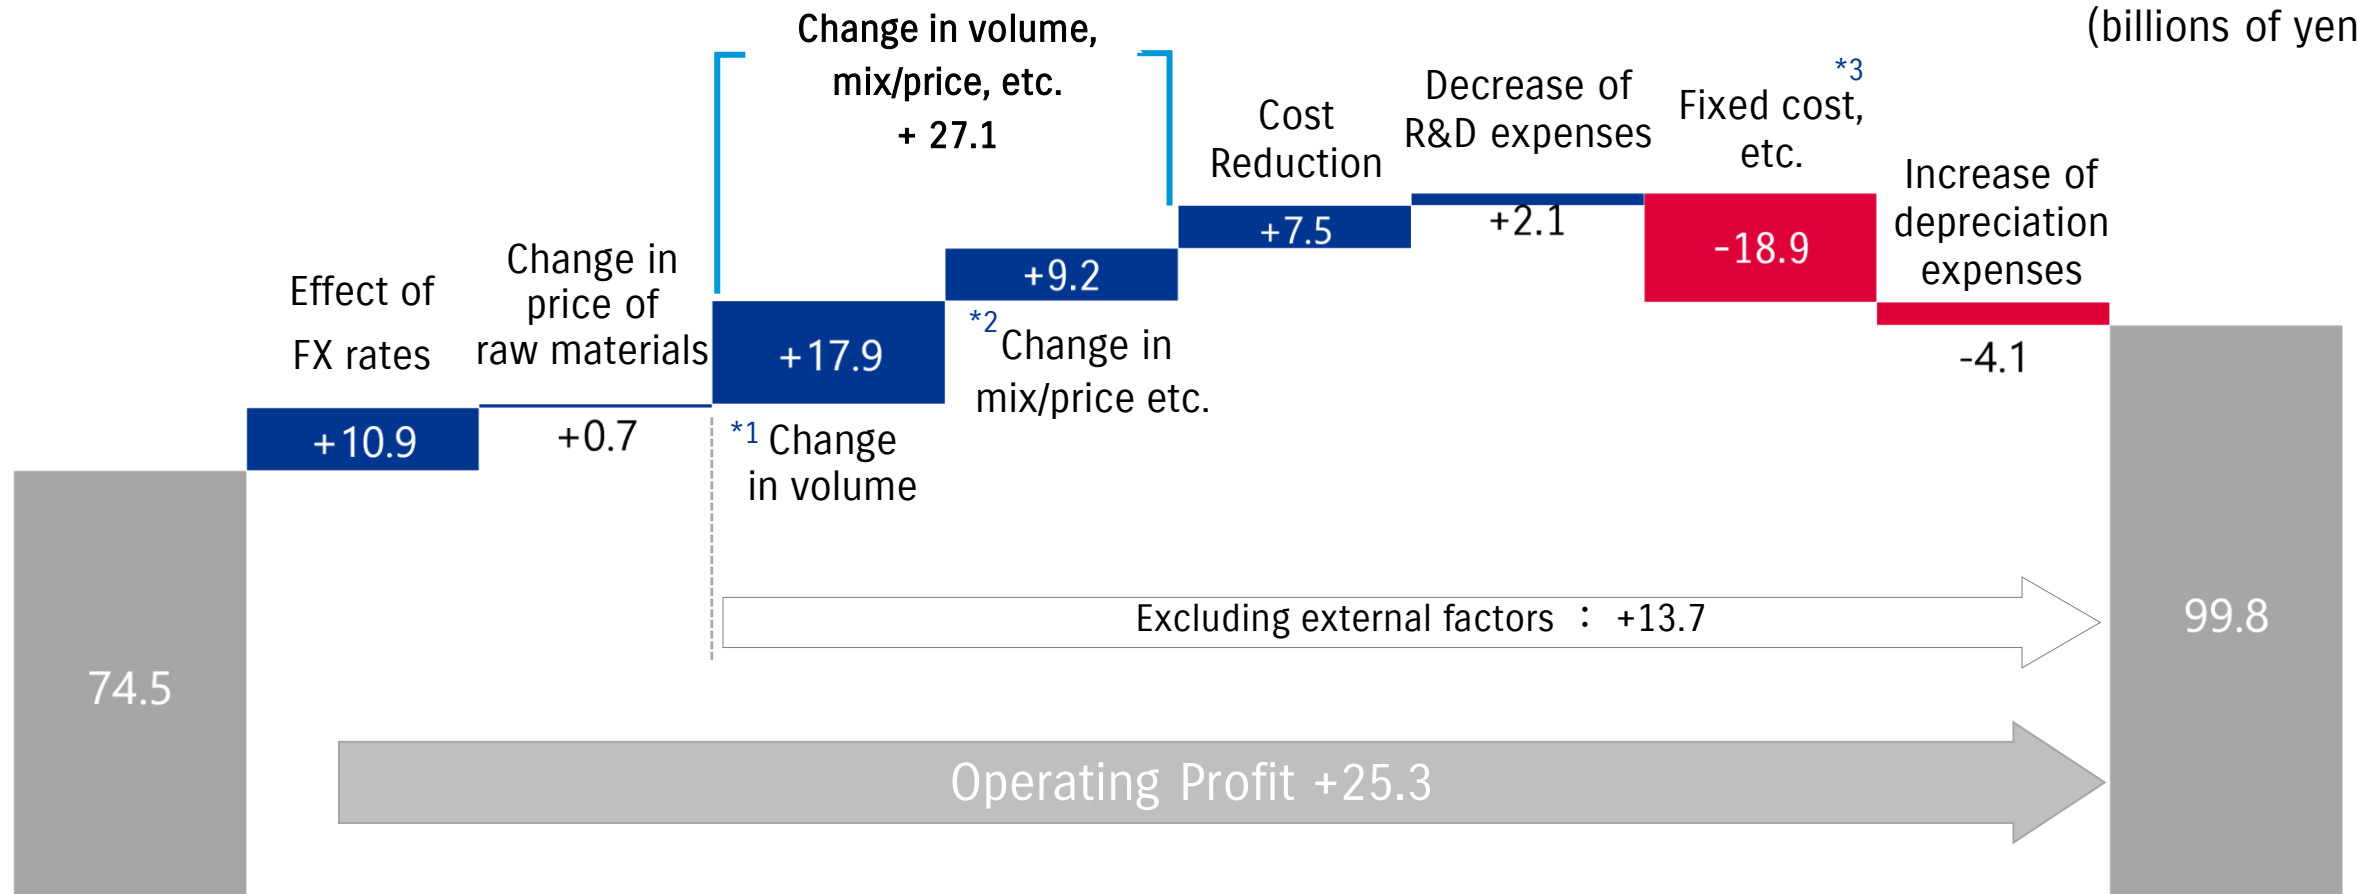 (billions of yen
Change in volume,
mix/price, etc.
+ 27.1
Effect of
FX rates
+10.9
Change in
price of
raw materials
+0.7
+17.9
*1 Change
in volume
+9.2
*2 Change in
mix/price etc.
Cost
Reduction
+7.5
Decrease of
R&D expenses
+2.1
*3
Fixed cost,
etc.
-18.9
Increase of
depreciation
expenses
-4.1
Excluding external factors : +13.7
74.5
99.8
Operating Profit +25.3